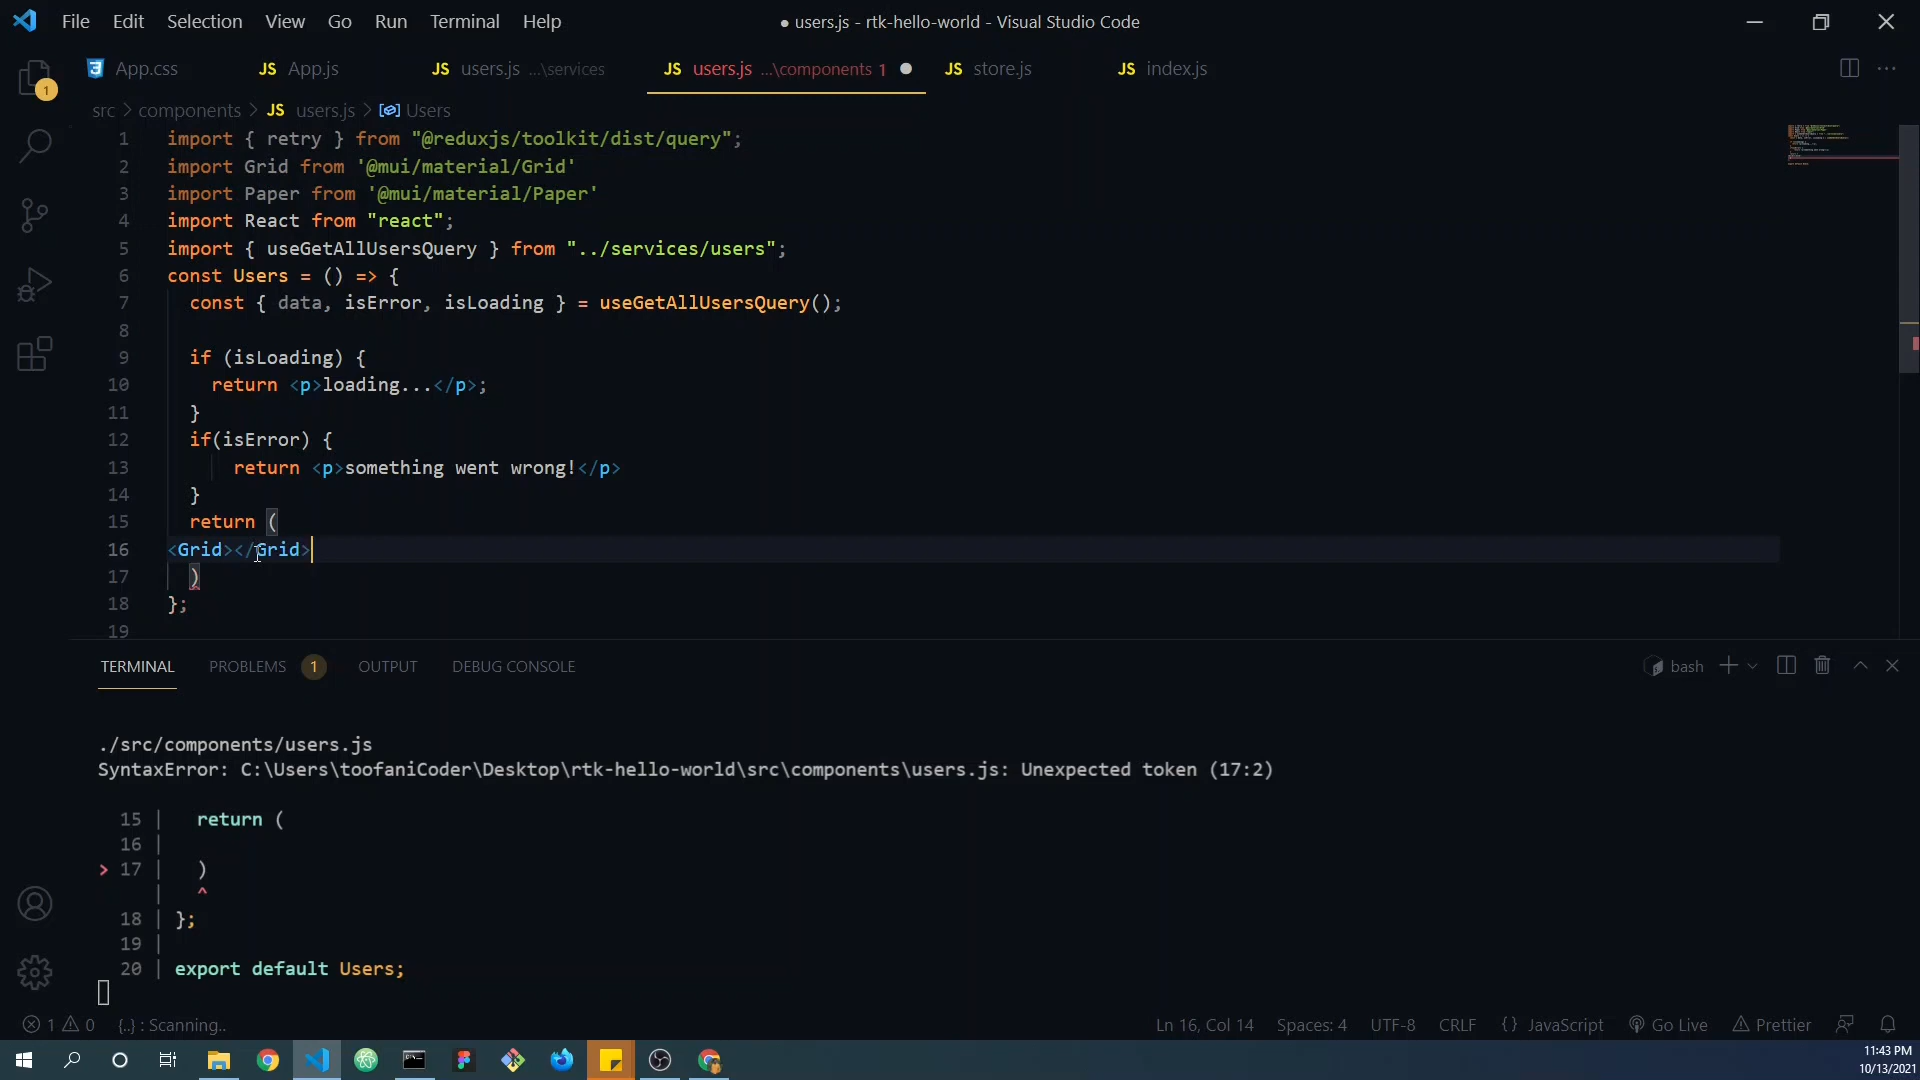 File Edit Selection View Go Run Terminal Help ● users.js - rtk-hello-world - Visual Studio Code
App.css JS App.js JS users.js ...\services JS users.js ...\components 1 ● JS store.js JS index.js
1
src > components > JS users.js > Users
1 import { retry } from "@reduxjs/toolkit/dist/query";
2 import Grid from '@mui/material/Grid'
3 import Paper from '@mui/material/Paper'
4 import React from "react";
5 import { useGetAllUsersQuery } from "../services/users";
6 const Users = () => {
7 const { data, isError, isLoading } = useGetAllUsersQuery();
8
9 if (isLoading) {
10 return <p>loading...</p>;
11 }
12 if(isError) {
13 return <p>something went wrong!</p>
14 }
15 return (
16 <Grid></Grid>
17 )
18 };
19
TERMINAL PROBLEMS 1 OUTPUT DEBUG CONSOLE bash
./src/components/users.js
SyntaxError: C:\Users\toofaniCoder\Desktop\rtk-hello-world\src\components\users.js: Unexpected token (17:2)
15 | return (
16 |
> 17 | )
| ^
18 | };
19 |
20 | export default Users;
1 0 {..} : Scanning.. Ln 16, Col 14 Spaces: 4 UTF-8 CRLF {} JavaScript Go Live Prettier
11:43 PM
10/13/2021